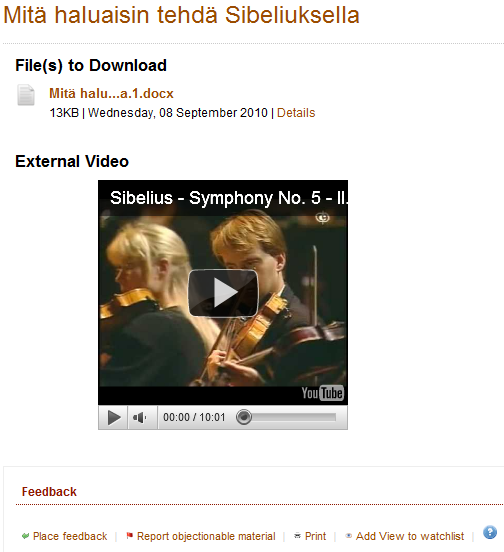 Mitä haluaisin tehdä Sibeliuksella
File(s) to Download
Mitä halu...a.1.docx
13KB | Wednesday, 08 September 2010 | Details
External Video
Sibelius - Symphony No. 5 - II.
YouTube
00:00 / 10:01
Feedback
Place feedback | Report objectionable material | Print | Add View to watchlist | ?